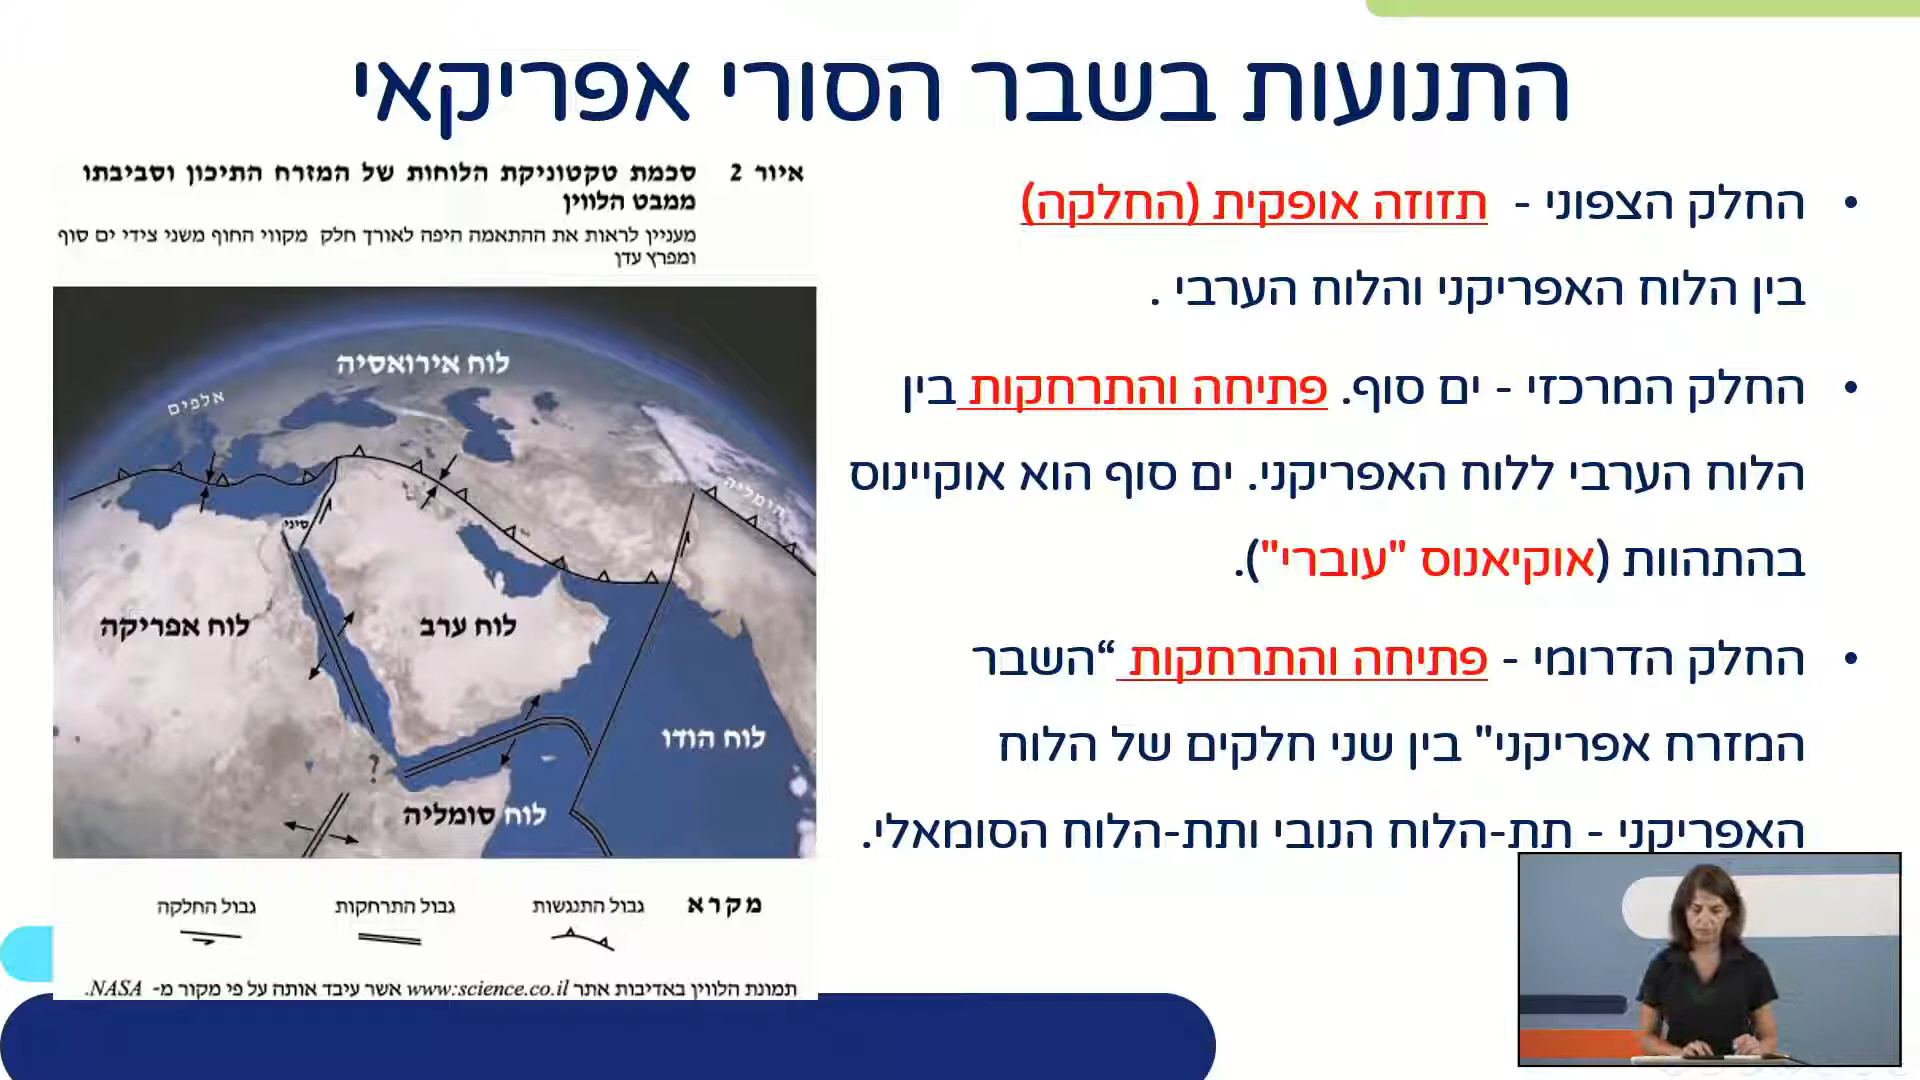 התנועות בשבר הסורי אפריקאי
• החלק הצפוני - תזוזה אופקית (החלקה)
בין הלוח האפריקני והלוח הערבי .
• החלק המרכזי - ים סוף. פתיחה והתרחקות בין
הלוח הערבי ללוח האפריקני. ים סוף הוא אוקיינוס
בהתהוות (אוקיאנוס "עוברי").
• החלק הדרומי - פתיחה והתרחקות “השבר
המזרח אפריקני" בין שני חלקים של הלוח
האפריקני - תת-הלוח הנובי ותת-הלוח הסומאלי.
איור 2 סכמת טקטוניקת הלוחות של המזרח התיכון וסביבתו
ממבט הלווין
מעניין לראות את ההתאמה היפה לאורך חלק מקווי החוף משני צידי ים סוף
ומפרץ עדן
לוח אירואסיה
אלפים
הימליה
סיני
לוח אפריקה
לוח ערב
לוח הודו
?
לוח סומליה
מקרא גבול התנגשות גבול התרחקות גבול החלקה
תמונת הלווין באדיבות אתר www:science.co.il אשר עיבד אותה על פי מקור מ- NASA.